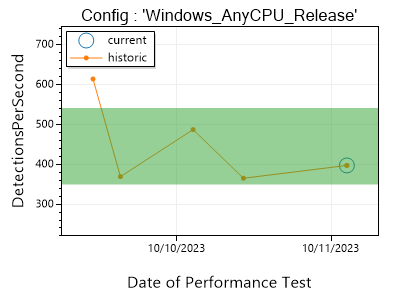 Config : 'Windows_AnyCPU_Release'
current
historic
DetectionsPerSecond
700
600
500
400
300
10/10/2023
10/11/2023
Date of Performance Test